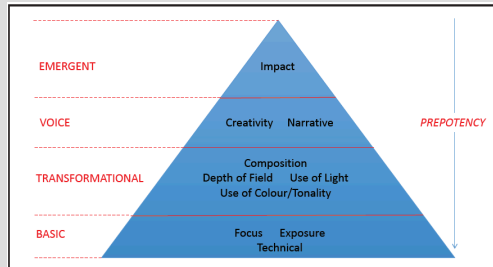 EMERGENT
Impact
VOICE
Creativity Narrative
PREPOTENCY
TRANSFORMATIONAL
Composition
Depth of Field Use of Light
Use of Colour/Tonality
BASIC
Focus Exposure
Technical